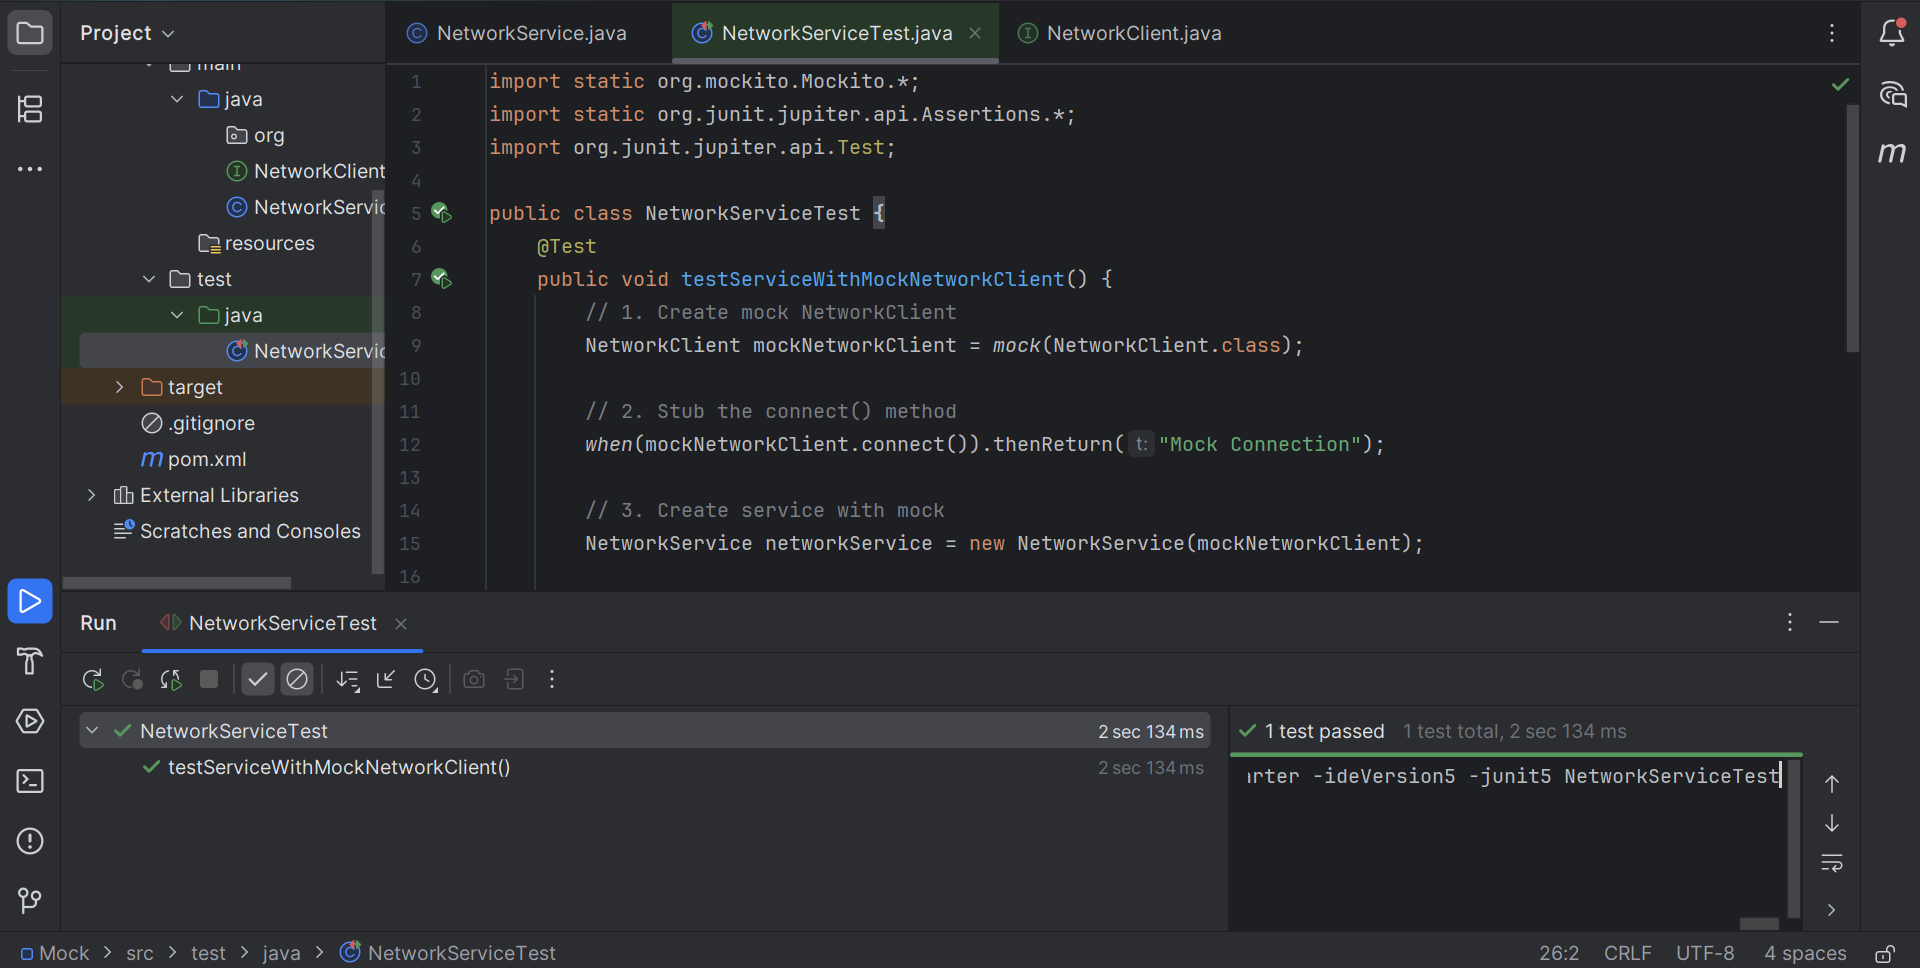 Project
NetworkService.java
NetworkServiceTest.java
NetworkClient.java
main
java
org
NetworkClient
NetworkServic
resources
test
java
NetworkServic
target
.gitignore
pom.xml
External Libraries
Scratches and Consoles
1 import static org.mockito.Mockito.*;
2 import static org.junit.jupiter.api.Assertions.*;
3 import org.junit.jupiter.api.Test;
4
5 public class NetworkServiceTest {
6 @Test
7 public void testServiceWithMockNetworkClient() {
8 // 1. Create mock NetworkClient
9 NetworkClient mockNetworkClient = mock(NetworkClient.class);
10
11 // 2. Stub the connect() method
12 when(mockNetworkClient.connect()).thenReturn( t: "Mock Connection");
13
14 // 3. Create service with mock
15 NetworkService networkService = new NetworkService(mockNetworkClient);
16
Run
NetworkServiceTest
NetworkServiceTest 2 sec 134 ms
testServiceWithMockNetworkClient() 2 sec 134 ms
1 test passed 1 test total, 2 sec 134 ms
rter -ideVersion5 -junit5 NetworkServiceTest
Mock > src > test > java > NetworkServiceTest
26:2 CRLF UTF-8 4 spaces